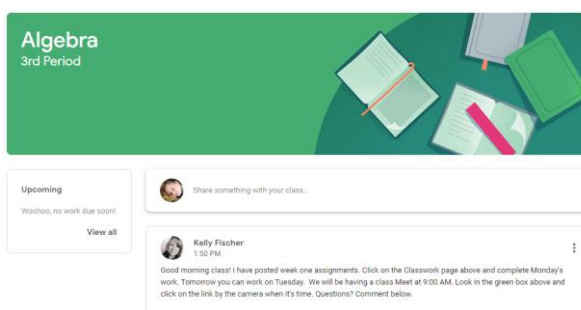 Algebra
3rd Period
Upcoming
Woohoo, no work due soon!
View all
Share something with your class...
Kelly Fischer
1:50 PM
Good morning class! I have posted week one assignments. Click on the Classwork page above and complete Monday's
work. Tomorrow you can work on Tuesday. We will be having a class Meet at 9:00 AM. Look in the green box above and
click on the link by the camera when it's time. Questions? Comment below.